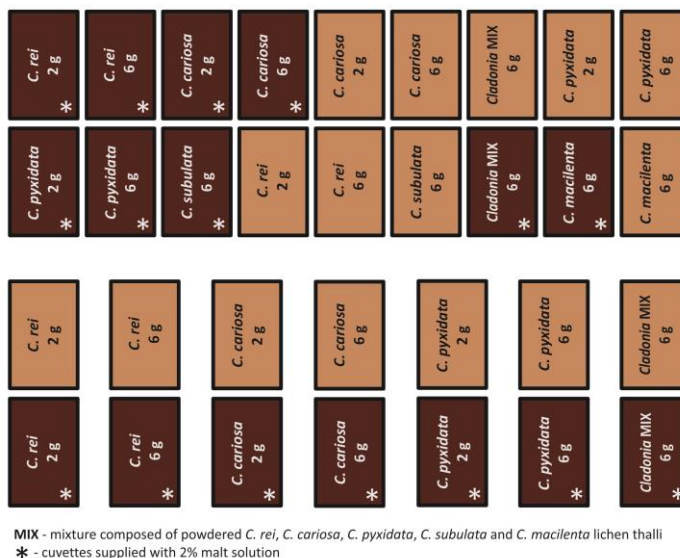 C. rei
2 g
*
C. rei
6 g
*
C. cariosa
2 g
*
C. cariosa
6 g
*
C. cariosa
2 g
C. cariosa
6 g
Cladonia MIX
6 g
C. pyxidata
2 g
C. pyxidata
6 g
C. pyxidata
2 g
*
C. pyxidata
6 g
*
C. subulata
6 g
*
C. rei
2 g
C. rei
6 g
C. subulata
6 g
Cladonia MIX
6 g
*
C. macilenta
6 g
*
C. macilenta
6 g
C. rei
2 g
C. rei
6 g
C. cariosa
2 g
C. cariosa
6 g
C. pyxidata
2 g
C. pyxidata
6 g
Cladonia MIX
6 g
C. rei
2 g
*
C. rei
6 g
*
C. cariosa
2 g
*
C. cariosa
6 g
*
C. pyxidata
2 g
*
C. pyxidata
6 g
*
Cladonia MIX
6 g
*
MIX - mixture composed of powdered C. rei, C. cariosa, C. pyxidata, C. subulata and C. macilenta lichen thalli
* - cuvettes supplied with 2% malt solution